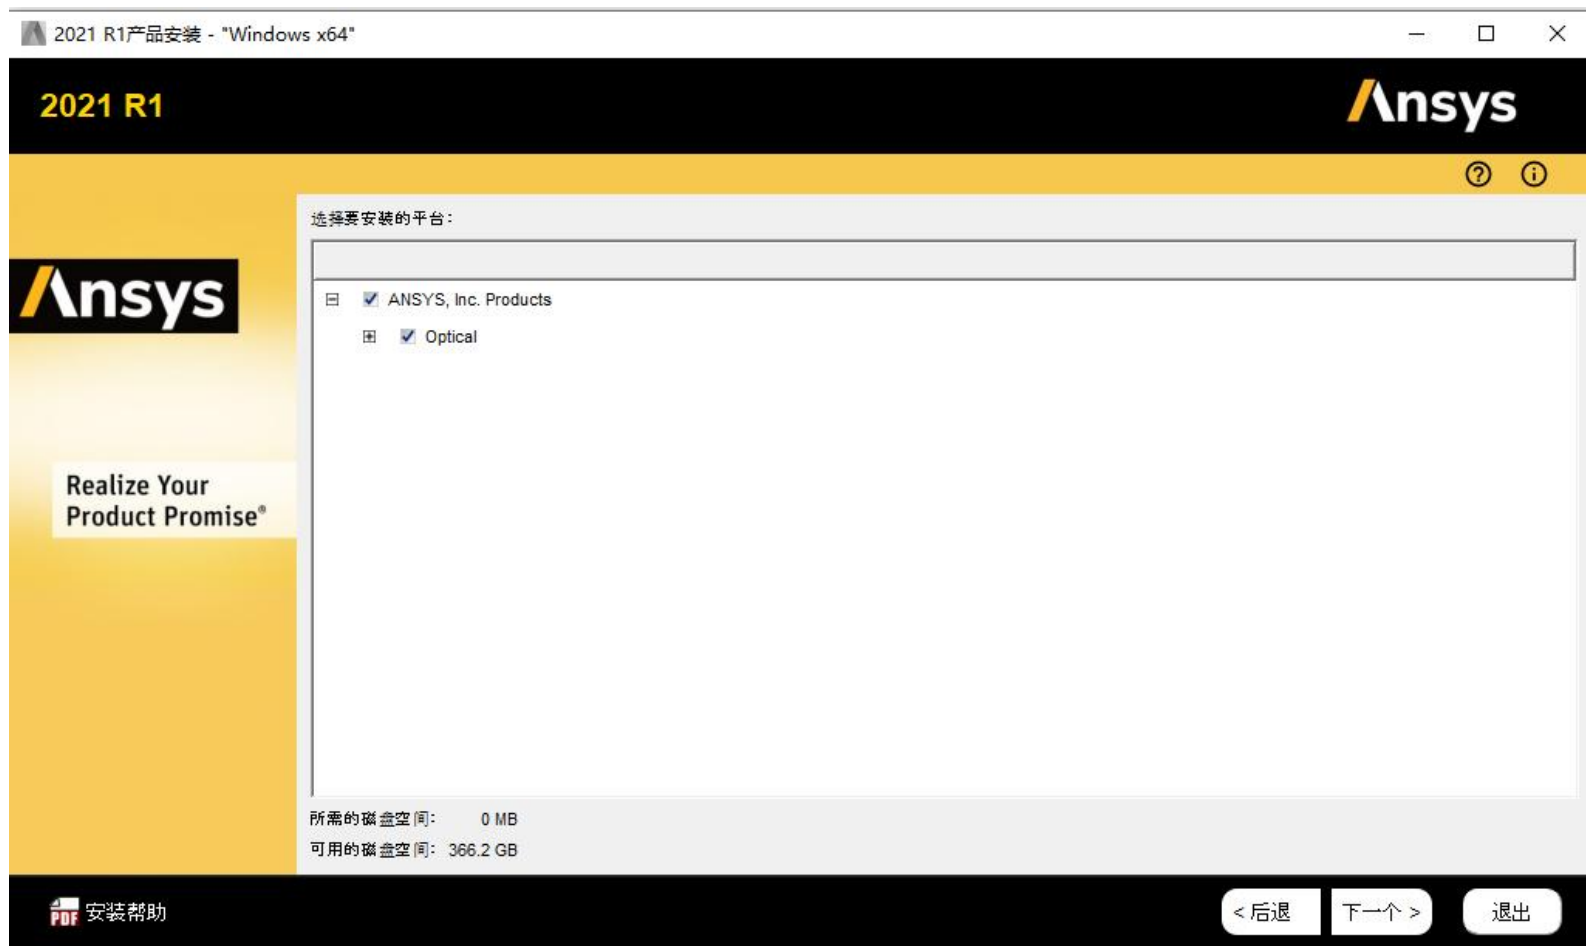 2021 R1产品安装 - "Windows x64"
2021 R1
Ansys
选择要安装的平台:
Ansys
ANSYS, Inc. Products
Optical
Realize Your
Product Promise®
所需的磁盘空间: 0 MB
可用的磁盘空间: 366.2 GB
PDF 安装帮助
< 后退 下一个 > 退出